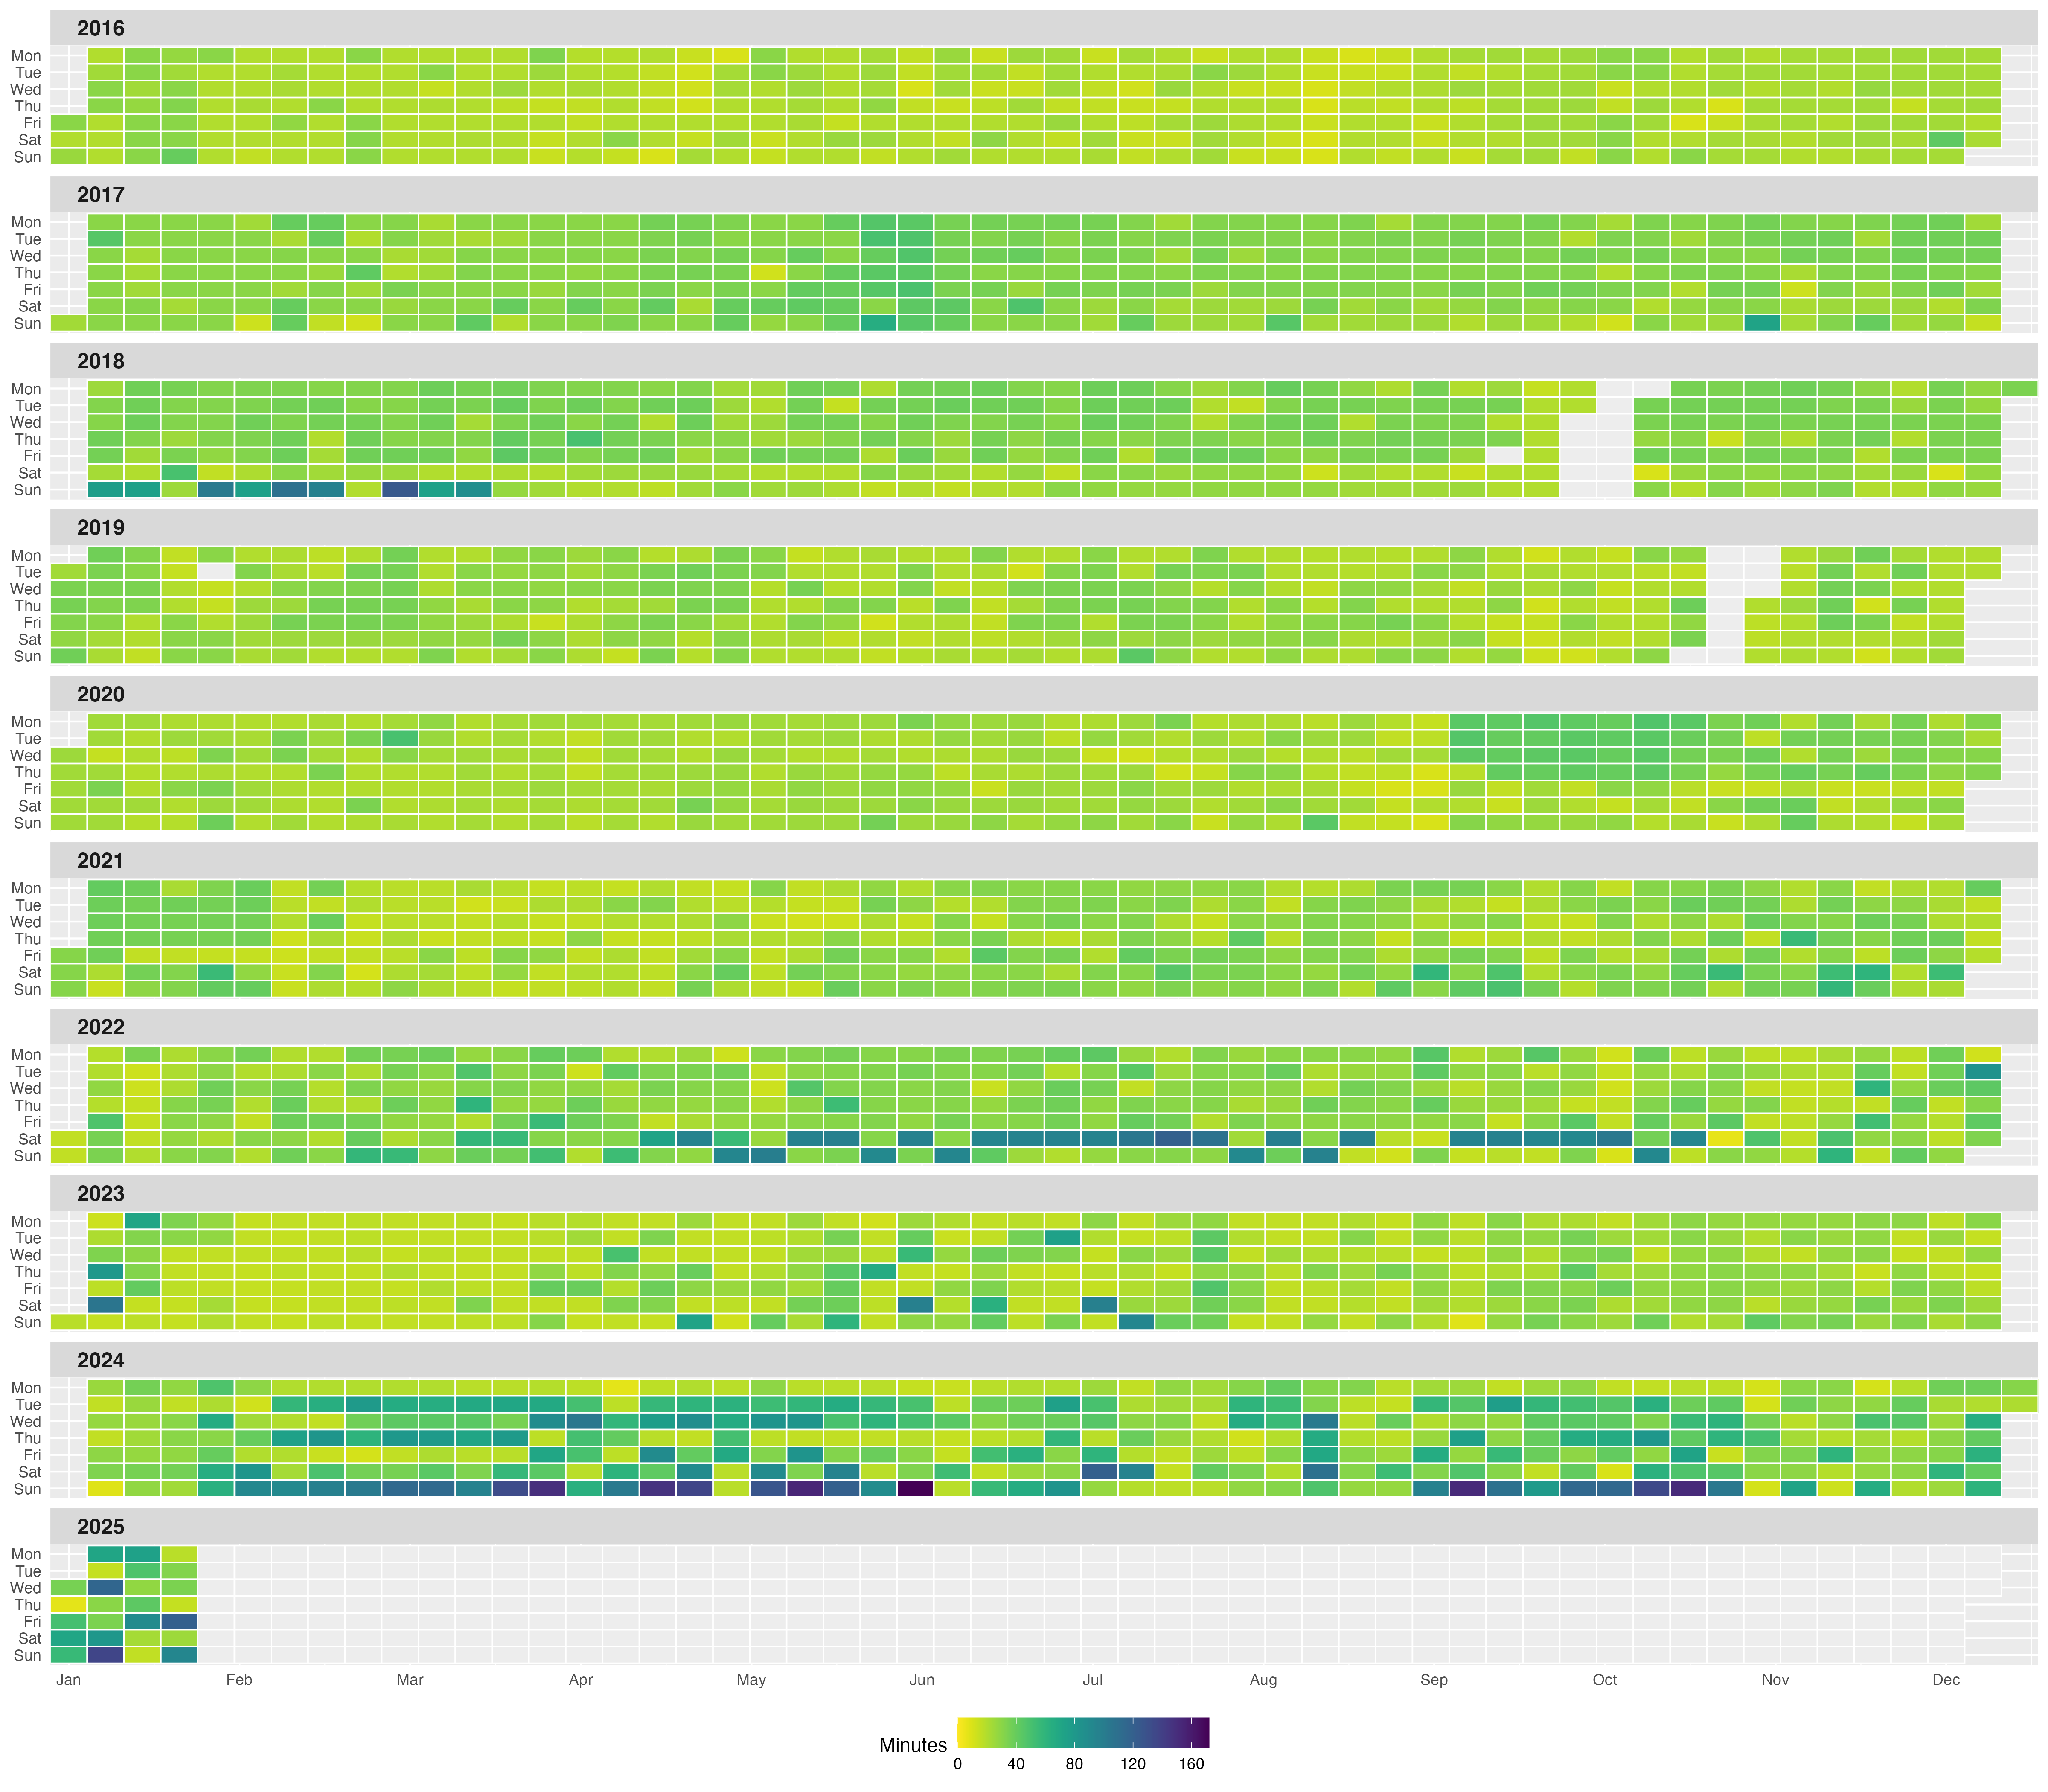 2016
Mon
Tue
Wed
Thu
Fri
Sat
Sun
2017
Mon
Tue
Wed
Thu
Fri
Sat
Sun
2018
Mon
Tue
Wed
Thu
Fri
Sat
Sun
2019
Mon
Tue
Wed
Thu
Fri
Sat
Sun
2020
Mon
Tue
Wed
Thu
Fri
Sat
Sun
2021
Mon
Tue
Wed
Thu
Fri
Sat
Sun
2022
Mon
Tue
Wed
Thu
Fri
Sat
Sun
2023
Mon
Tue
Wed
Thu
Fri
Sat
Sun
2024
Mon
Tue
Wed
Thu
Fri
Sat
Sun
2025
Mon
Tue
Wed
Thu
Fri
Sat
Sun
Jan Feb Mar Apr May Jun Jul Aug Sep Oct Nov Dec
Minutes
0 40 80 120 160